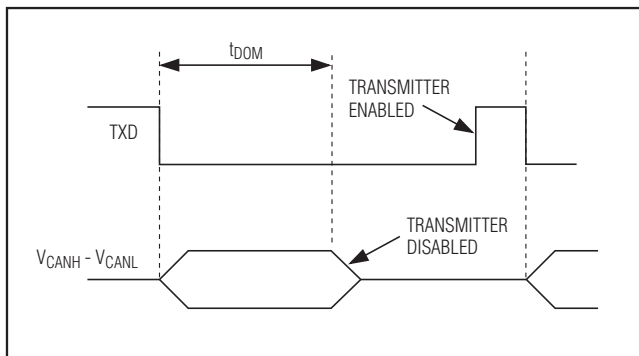 tDOM
TRANSMITTER
ENABLED
TXD
TRANSMITTER
DISABLED
VCANH - VCANL